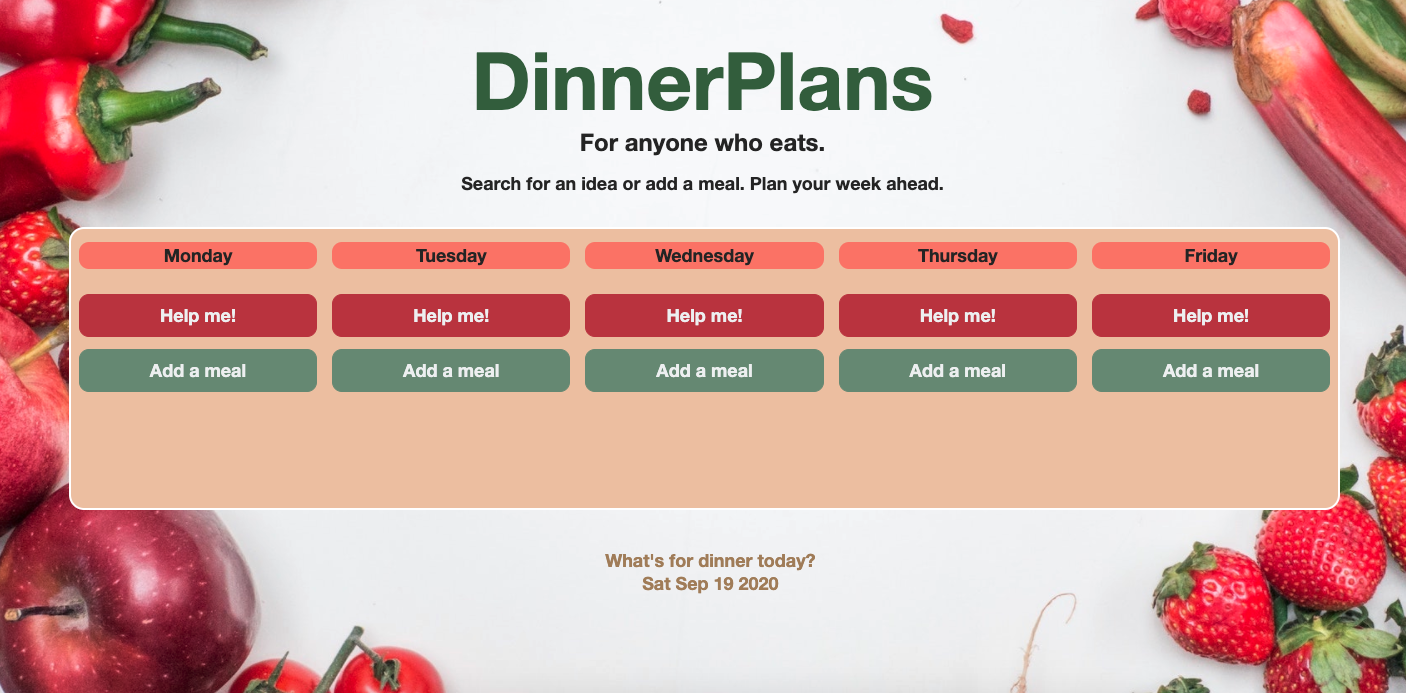 DinnerPlans
For anyone who eats.
Search for an idea or add a meal. Plan your week ahead.
Monday Tuesday Wednesday Thursday Friday
Help me! Help me! Help me! Help me! Help me!
Add a meal Add a meal Add a meal Add a meal Add a meal
What's for dinner today?
Sat Sep 19 2020